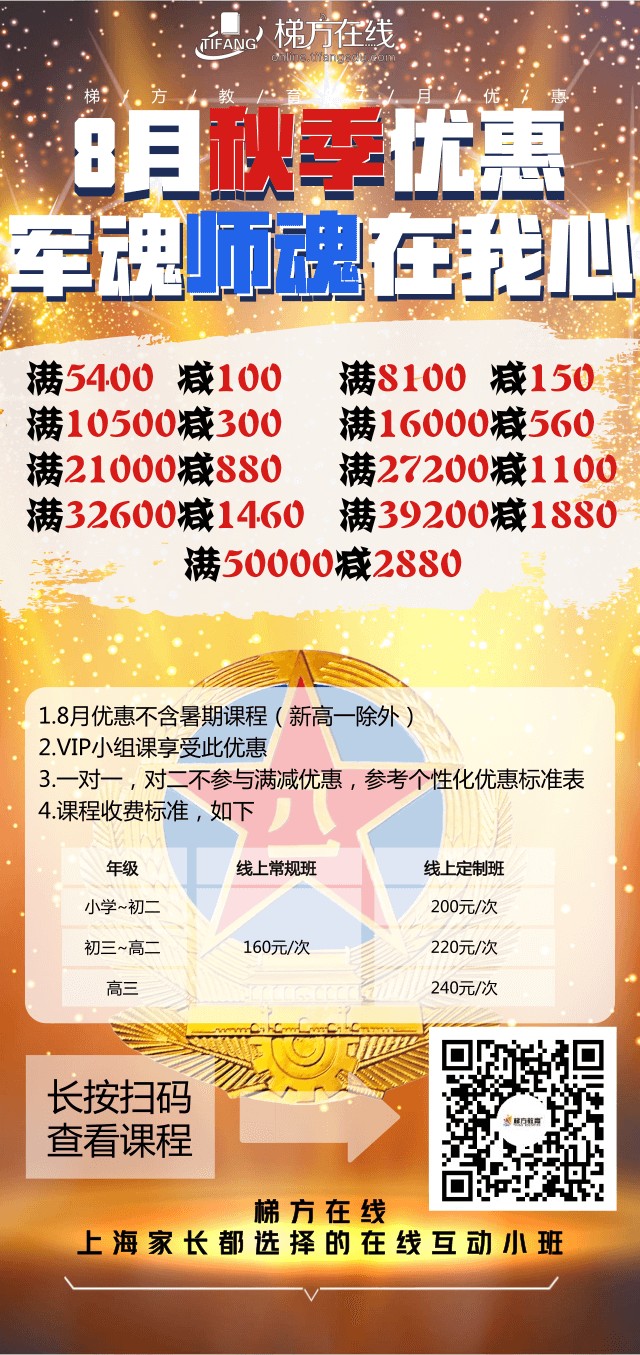 TIFANG
梯方在线
online.tifangedu.com
梯/方/教/育/7/月/优/惠
8月秋季优惠
军魂师魂在我心
满5400 减100 满8100 减150
满10500减300 满16000减560
满21000减880 满27200减1100
满32600减1460 满39200减1880
满50000减2880
1.8月优惠不含暑期课程（新高一除外）
2.VIP小组课享受此优惠
3.一对一，对二不参与满减优惠，参考个性化优惠标准表
4.课程收费标准，如下
年级 线上常规班 线上定制班
小学~初二 200元/次
初三~高二 160元/次 220元/次
高三 240元/次
八一
长按扫码
查看课程
梯方教育
梯方在线
上海家长都选择的在线互动小班